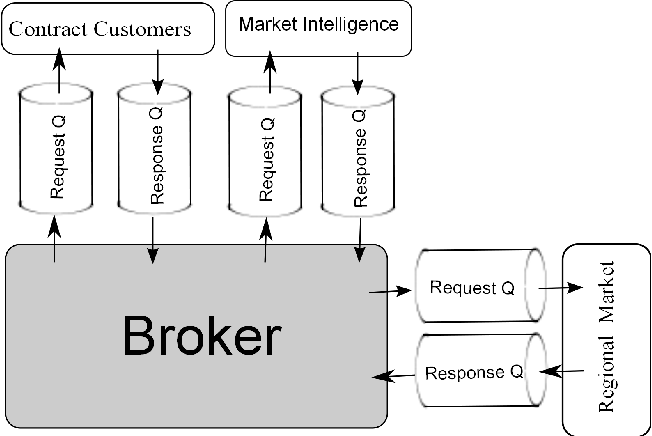 Contract Customers
Market Intelligence
Request Q
Response Q
Request Q
Response Q
Broker
Request Q
Response Q
Regional Market